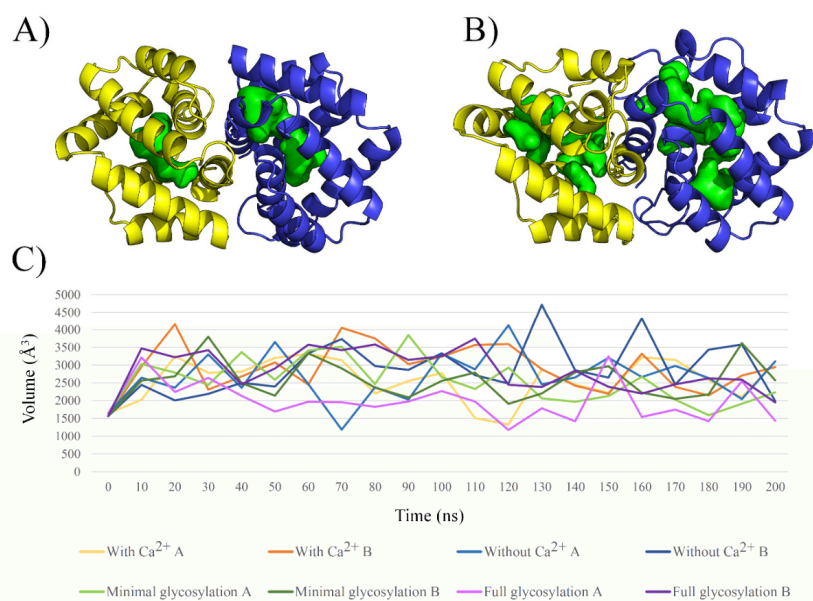 A)
B)
C)
Volume (Å³)
5000
4500
4000
3500
3000
2500
2000
1500
1000
500
0
0 10 20 30 40 50 60 70 80 90 100 110 120 130 140 150 160 170 180 190 200
Time (ns)
With Ca²⁺ A With Ca²⁺ B Without Ca²⁺ A Without Ca²⁺ B
Minimal glycosylation A Minimal glycosylation B Full glycosylation A Full glycosylation B